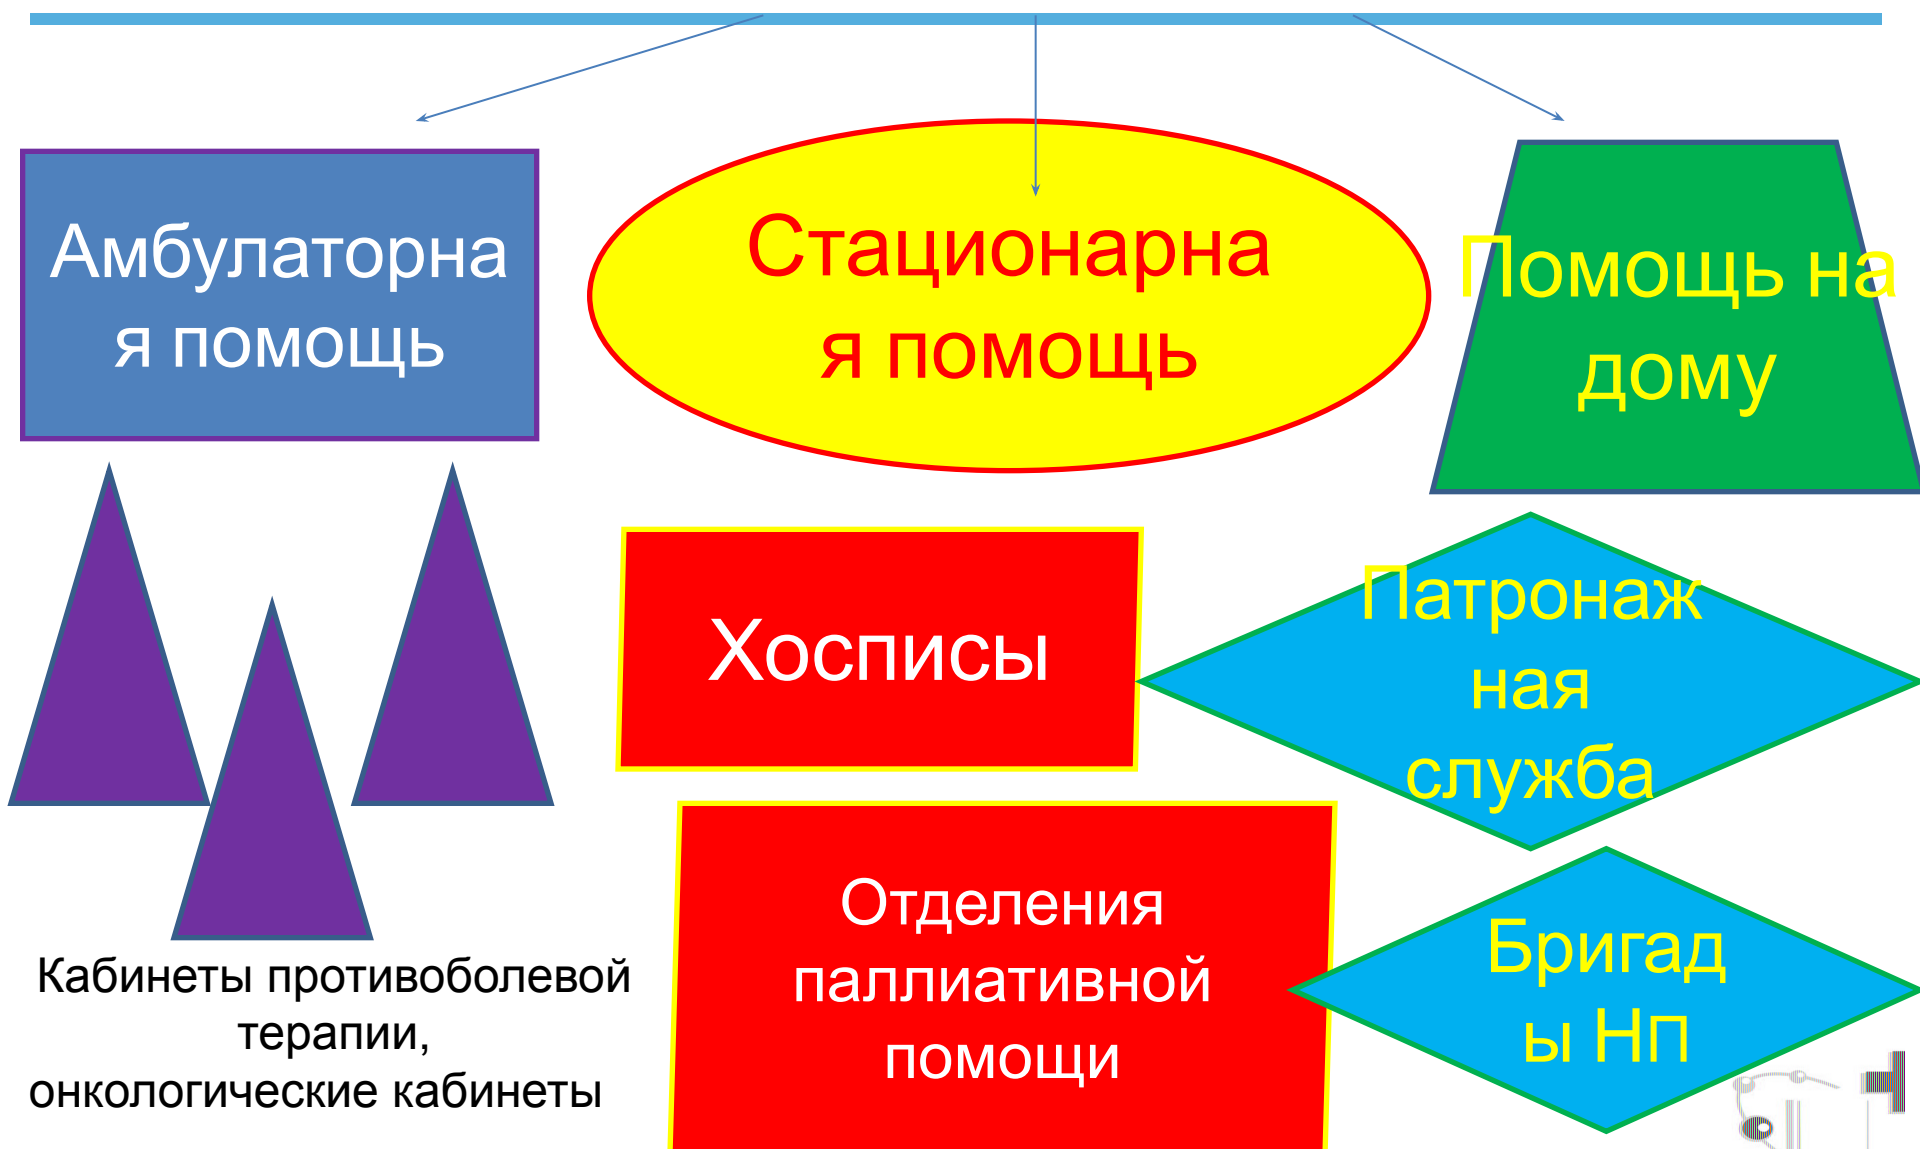 Амбулаторна
я помощь
Стационарна
я помощь
Помощь на
дому
Хосписы
Патронаж
ная
служба
Отделения
паллиативной
помощи
Бригад
ы НП
Кабинеты противоболевой
терапии,
онкологические кабинеты